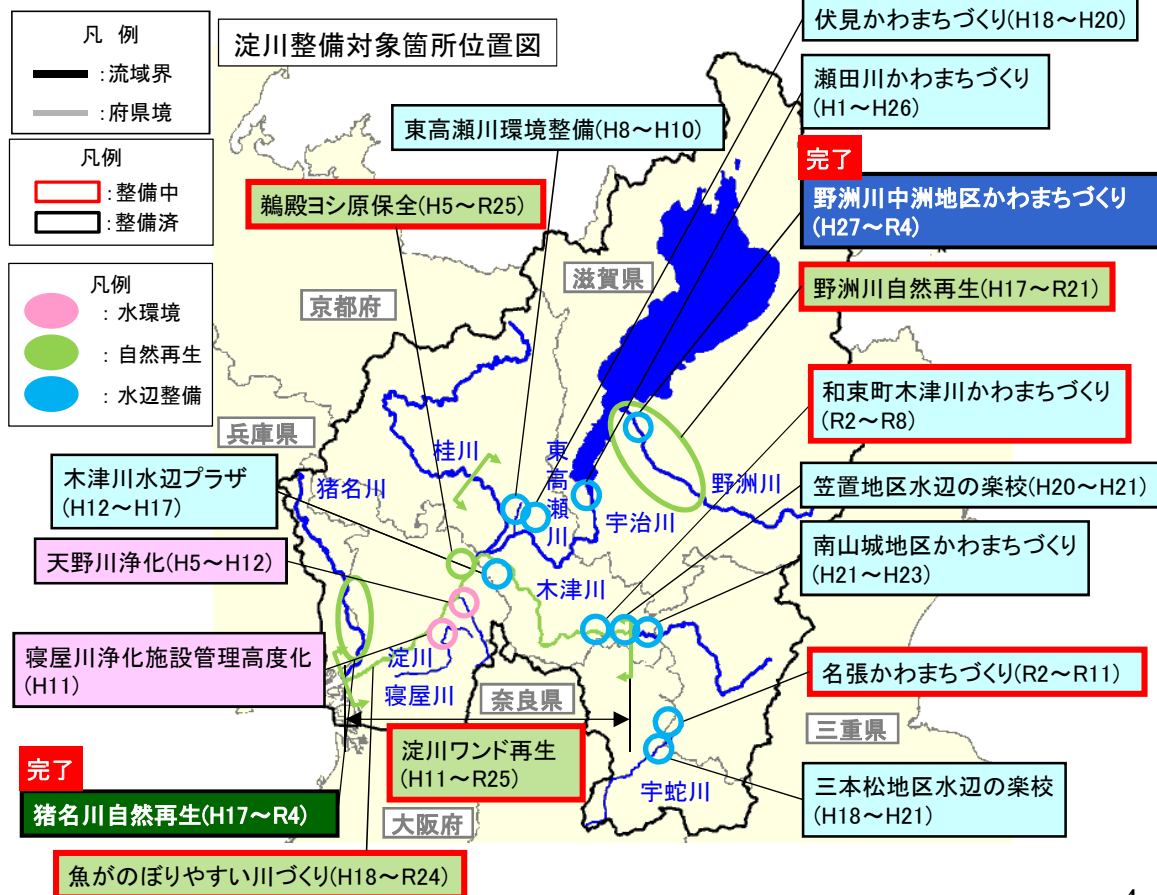 淀川整備対象箇所位置図
凡 例
：流域界
：府県境
凡例
：整備中
：整備済
凡例
：水環境
：自然再生
：水辺整備
伏見かわまちづくり(H18～H20)
瀬田川かわまちづくり
(H1～H26)
東高瀬川環境整備(H8～H10)
完了
野洲川中洲地区かわまちづくり
(H27～R4)
鵜殿ヨシ原保全(H5～R25)
野洲川自然再生(H17～R21)
滋賀県
京都府
和束町木津川かわまちづくり
(R2～R8)
兵庫県
桂川
東高瀬川
野洲川
宇治川
猪名川
木津川水辺プラザ
(H12～H17)
笠置地区水辺の楽校(H20～H21)
天野川浄化(H5～H12)
木津川
南山城地区かわまちづくり
(H21～H23)
寝屋川浄化施設管理高度化
(H11)
淀川
寝屋川
奈良県
名張かわまちづくり(R2～R11)
三重県
淀川ワンド再生
(H11～R25)
完了
猪名川自然再生(H17～R4)
宇蛇川
三本松地区水辺の楽校
(H18～H21)
大阪府
魚がのぼりやすい川づくり(H18～R24)